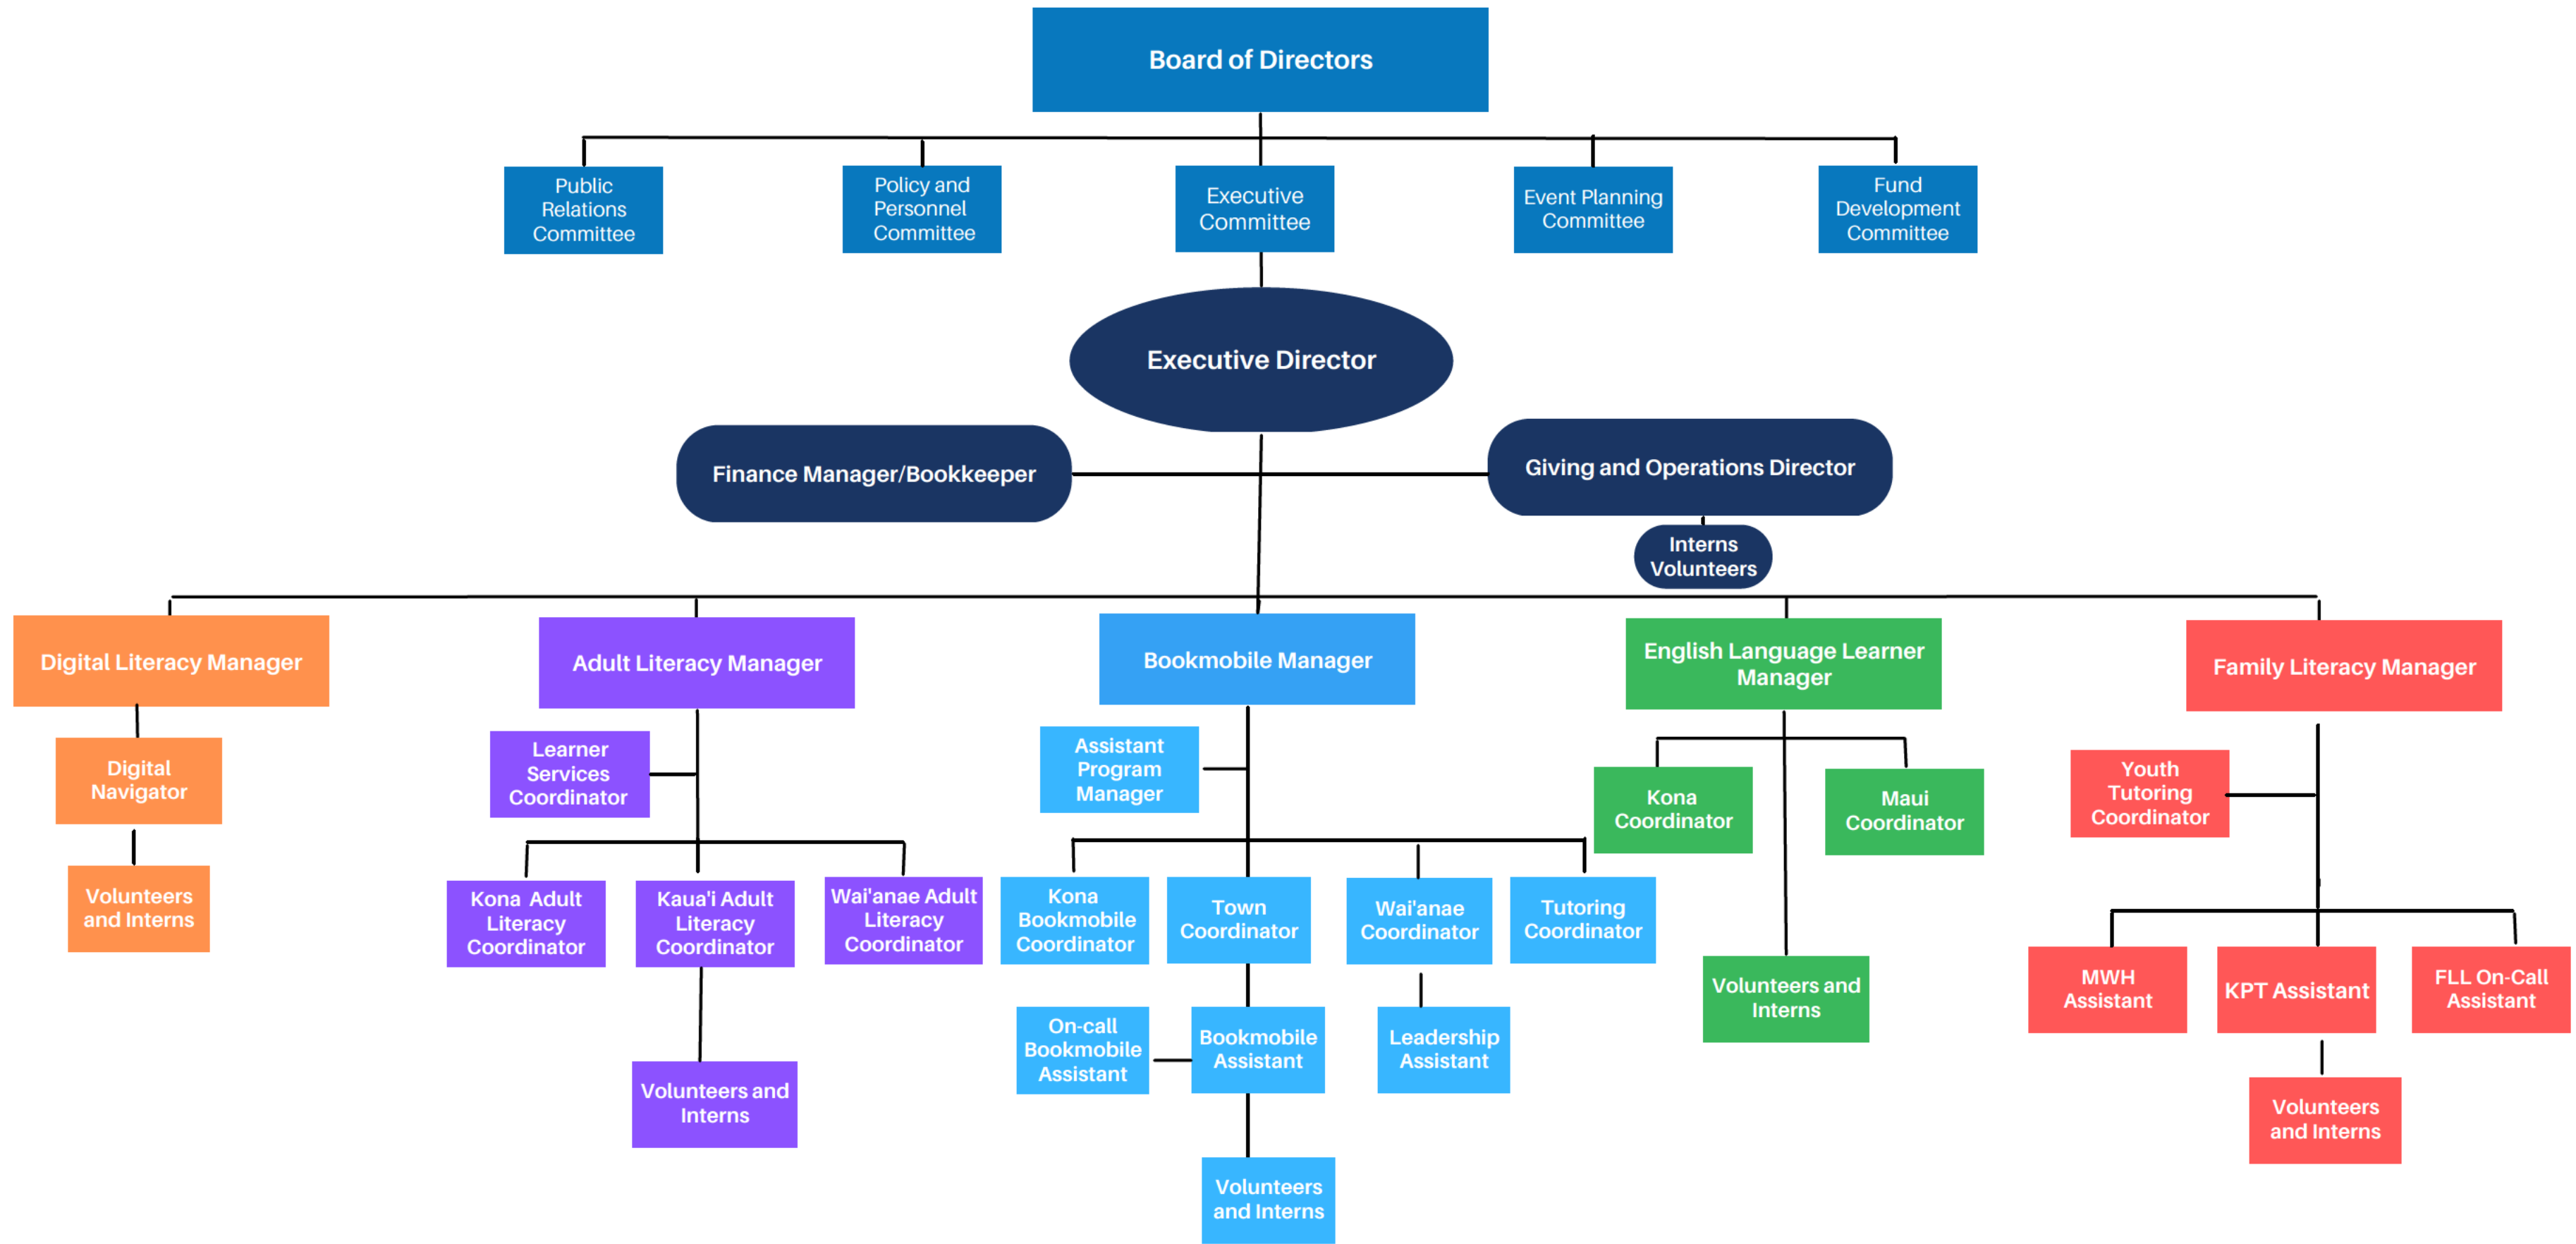 Board of Directors
Public
Relations
Committee
Policy and
Personnel
Committee
Executive
Committee
Event Planning
Committee
Fund
Development
Committee
Executive Director
Finance Manager/Bookkeeper
Giving and Operations Director
Interns
Volunteers
Digital Literacy Manager
Adult Literacy Manager
Bookmobile Manager
English Language Learner
Manager
Family Literacy Manager
Digital
Navigator
Volunteers
and Interns
Learner
Services
Coordinator
Kona Adult
Literacy
Coordinator
Kaua'i Adult
Literacy
Coordinator
Wai'anae Adult
Literacy
Coordinator
Volunteers and
Interns
Assistant
Program
Manager
Kona
Bookmobile
Coordinator
Town
Coordinator
Wai'anae
Coordinator
Tutoring
Coordinator
On-call
Bookmobile
Assistant
Bookmobile
Assistant
Leadership
Assistant
Volunteers
and Interns
Kona
Coordinator
Maui
Coordinator
Volunteers and
Interns
Youth
Tutoring
Coordinator
MWH
Assistant
KPT Assistant
FLL On-Call
Assistant
Volunteers
and Interns